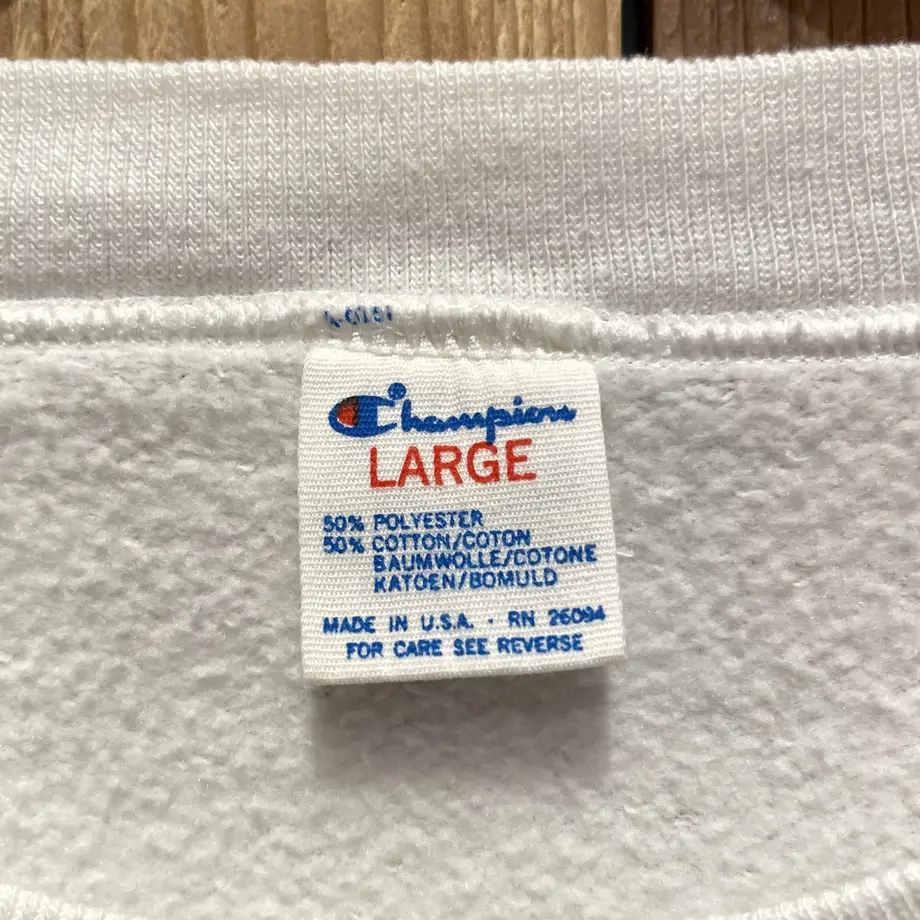 Champion
LARGE
50% POLYESTER
50% COTTON/COTON
BAUMWOLLE/COTONE
KATOEN/BOMULD
MADE IN U.S.A. · RN 26094
FOR CARE SEE REVERSE